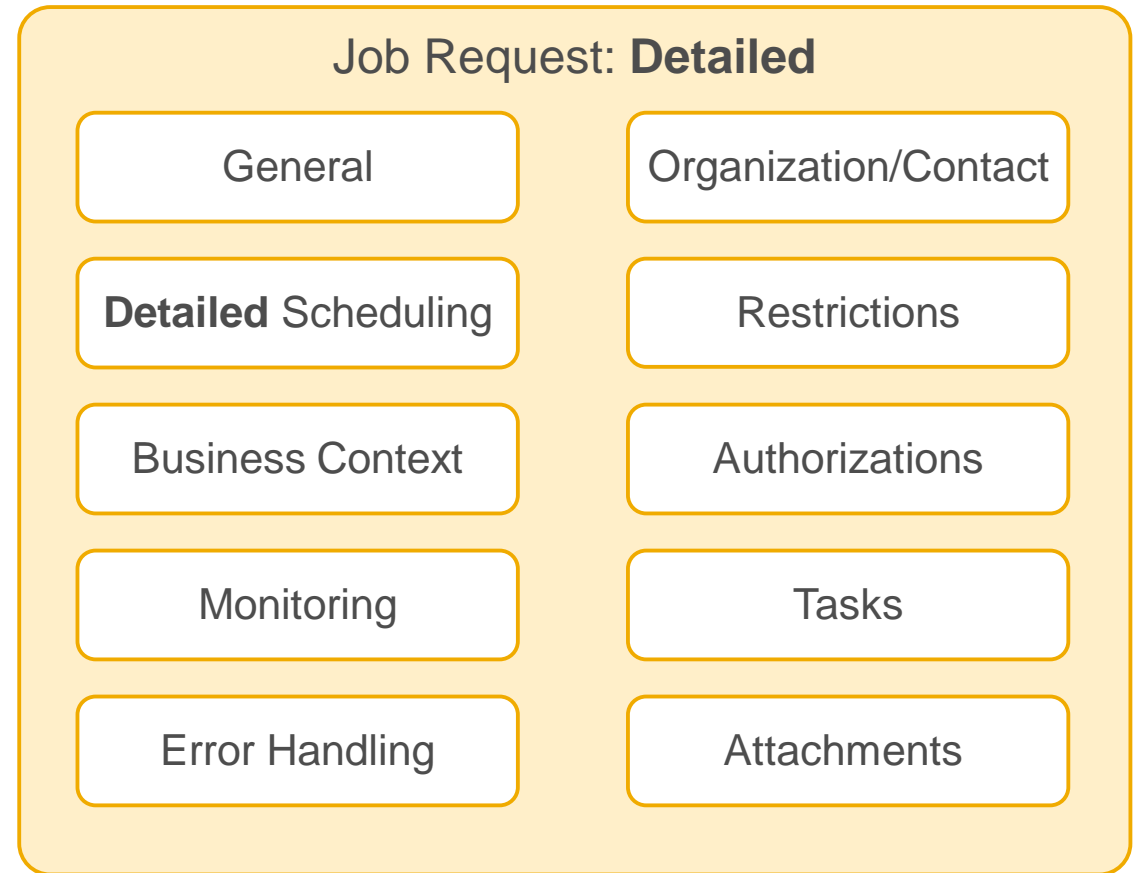 Job Request: Detailed
General
Organization/Contact
Detailed Scheduling
Restrictions
Business Context
Authorizations
Monitoring
Tasks
Error Handling
Attachments